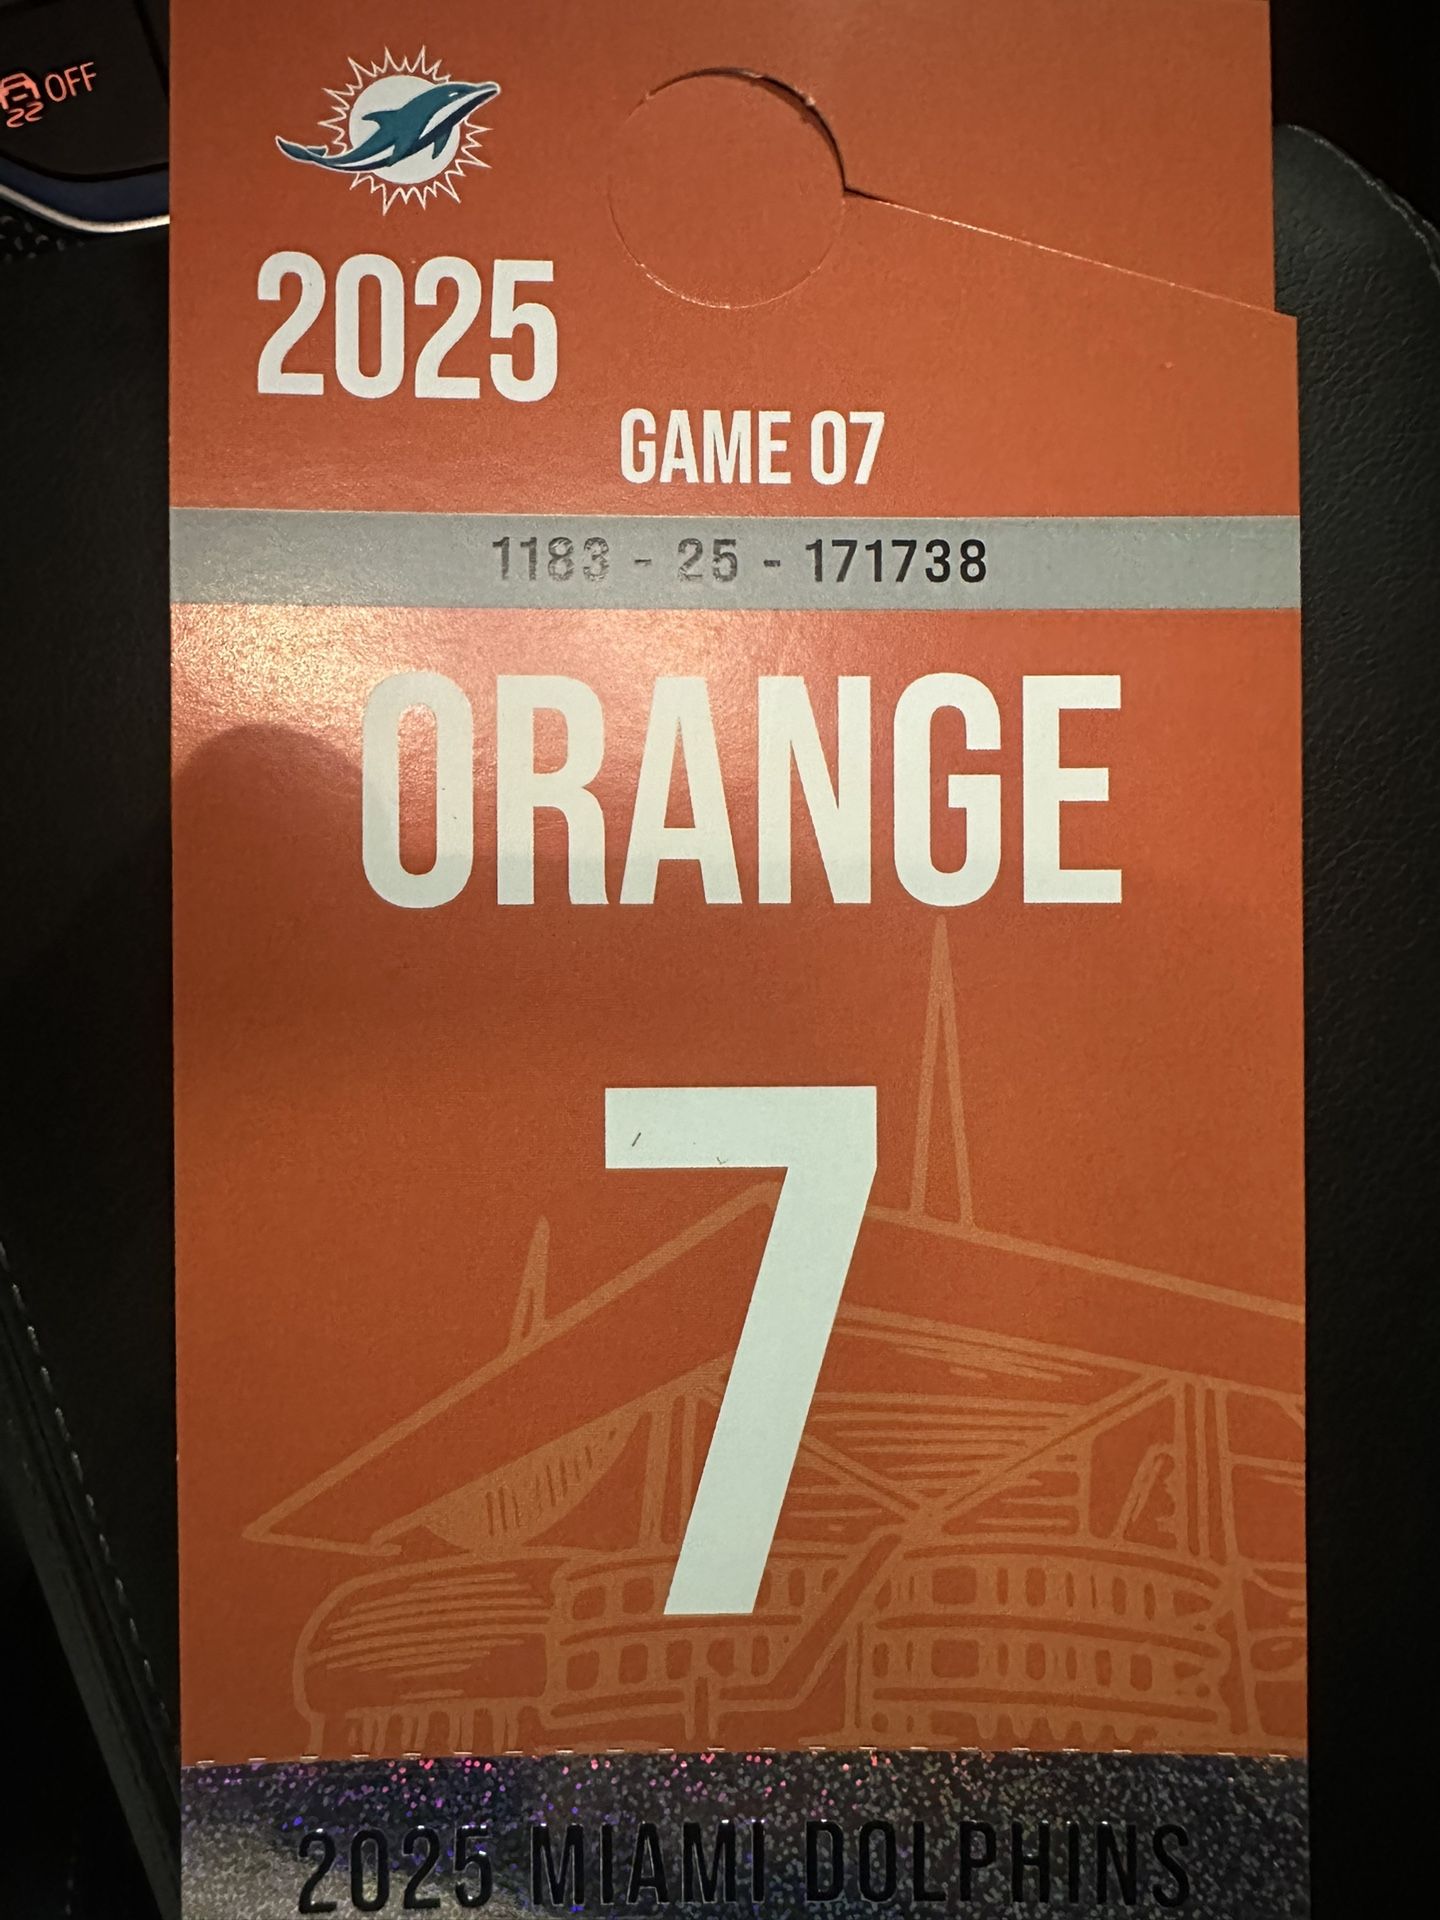 OFF
2025
GAME 07
1183 - 25 - 171738
ORANGE
7
2025 MIAMI DOLPHINS